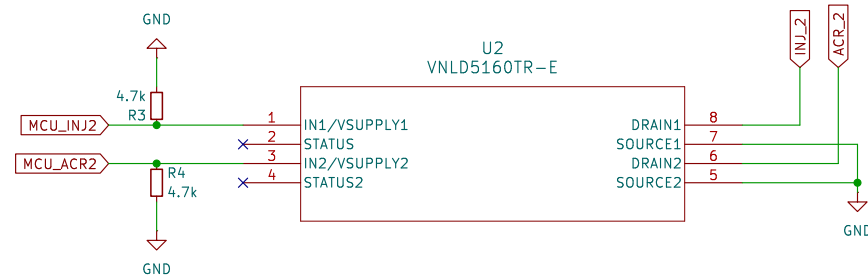 GND
U2
VNLD5160TR-E
INJ_2
ACR_2
4.7k
R3
MCU_INJ2
1
IN1/VSUPPLY1
DRAIN1
8
2
STATUS
SOURCE1
7
MCU_ACR2
3
IN2/VSUPPLY2
DRAIN2
6
4
STATUS2
SOURCE2
5
R4
4.7k
GND
GND